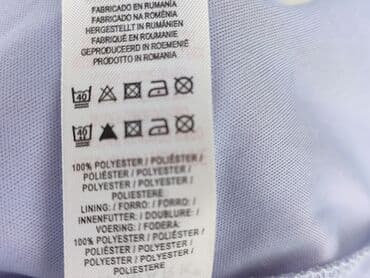 FABRICADO EN RUMANÍA
FABRICADO NA ROMÉNIA
HERGESTELLT IN RUMÄNIEN
FABRIQUÉ EN ROUMANIE
GEPRODUCEERD IN ROEMENIË
PRODOTTO IN ROMANIA
40
40
100% POLYESTER / POLIÉSTER /
POLIÉSTER / POLYESTER /
POLYESTER / POLYESTER /
POLYESTER / POLIESTERE
LINING: / FORRO: / FORRO: /
INNENFUTTER: / DOUBLURE: /
VOERING: / FODERA:
100% POLYESTER / POLIÉSTER /
POLIÉSTER / POLYESTER /
POLYESTER / POLYESTER /